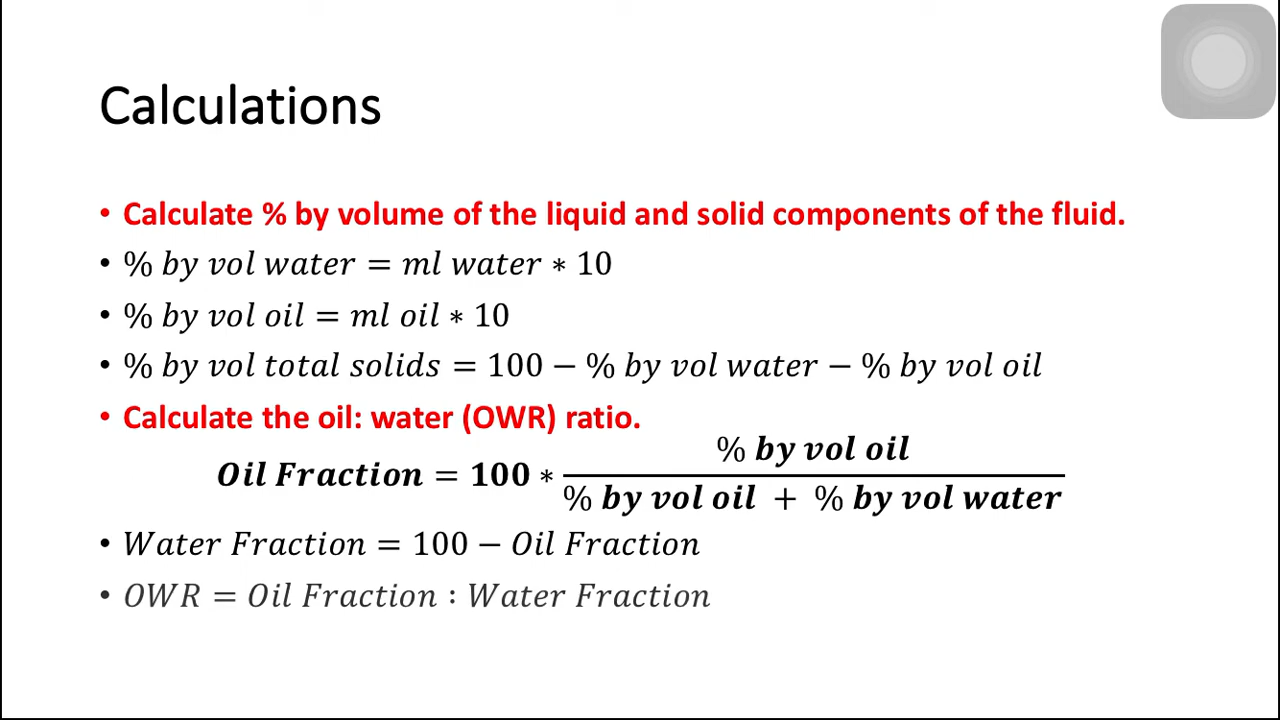 Calculations
• Calculate % by volume of the liquid and solid components of the fluid.
• % by vol water = ml water ∗ 10
• % by vol oil = ml oil ∗ 10
• % by vol total solids = 100 − % by vol water − % by vol oil
• Calculate the oil: water (OWR) ratio.
% by vol oil
Oil Fraction = 100 ∗
% by vol oil + % by vol water
• Water Fraction = 100 − Oil Fraction
• OWR = Oil Fraction : Water Fraction